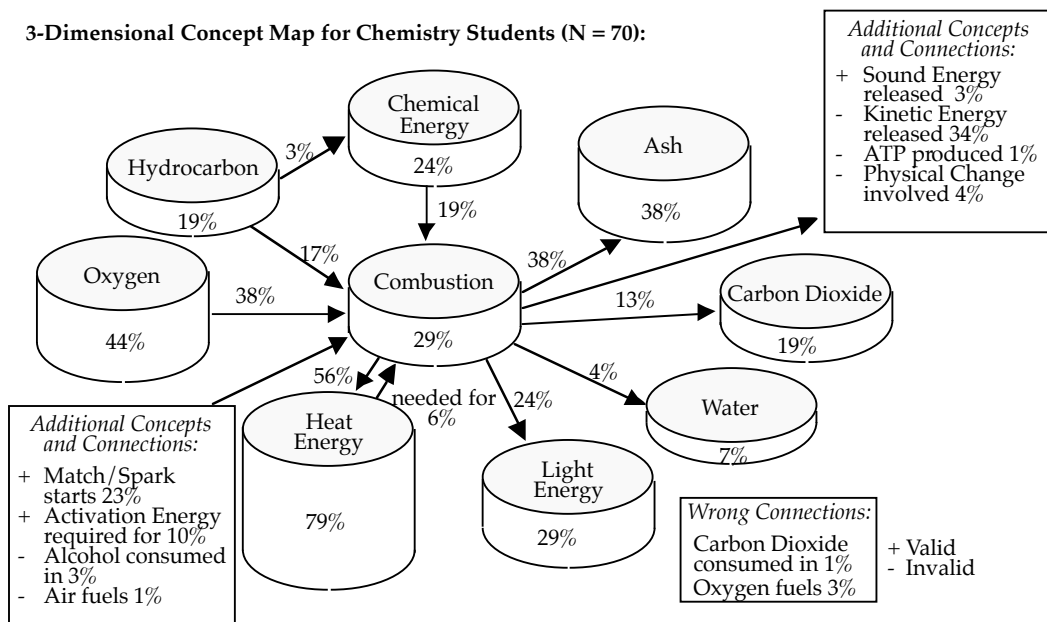 3-Dimensional Concept Map for Chemistry Students (N = 70):
Additional Concepts
and Connections:
+ Sound Energy
released 3%
- Kinetic Energy
released 34%
- ATP produced 1%
- Physical Change
involved 4%
Chemical
Energy
24%
Ash
38%
Hydrocarbon
19%
3%
19%
17%
Oxygen
44%
38%
Combustion
29%
38%
13%
Carbon Dioxide
19%
4%
Water
7%
56%
needed for
6%
24%
Heat
Energy
79%
Light
Energy
29%
Additional Concepts
and Connections:
+ Match/Spark
starts 23%
+ Activation Energy
required for 10%
- Alcohol consumed
in 3%
- Air fuels 1%
Wrong Connections:
Carbon Dioxide
consumed in 1%
Oxygen fuels 3%
+ Valid
- Invalid